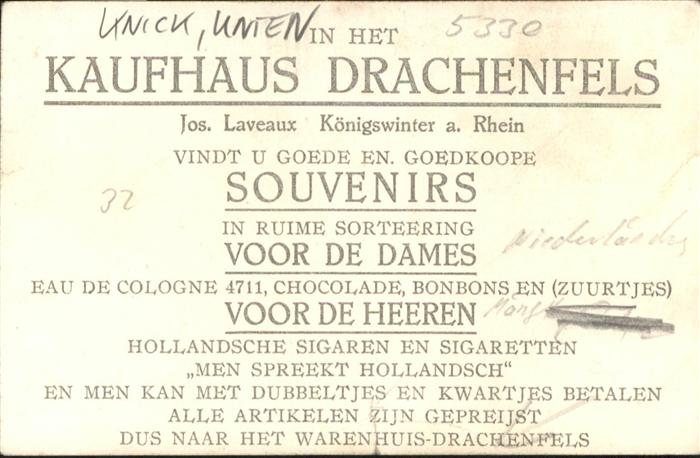 KNICK, UNTEN
5330
IN HET
KAUFHAUS DRACHENFELS
Jos. Laveaux Königswinter a. Rhein
VINDT U GOEDE EN. GOEDKOOPE
SOUVENIRS
32
IN RUIME SORTEERING
VOOR DE DAMES
EAU DE COLOGNE 4711, CHOCOLADE, BONBONS EN (ZUURTJES)
VOOR DE HEEREN
HOLLANDSCHE SIGAREN EN SIGARETTEN
„MEN SPREEKT HOLLANDSCH“
EN MEN KAN MET DUBBELTJES EN KWARTJES BETALEN
ALLE ARTIKELEN ZIJN GEPREIJST
DUS NAAR HET WARENHUIS-DRACHENFELS